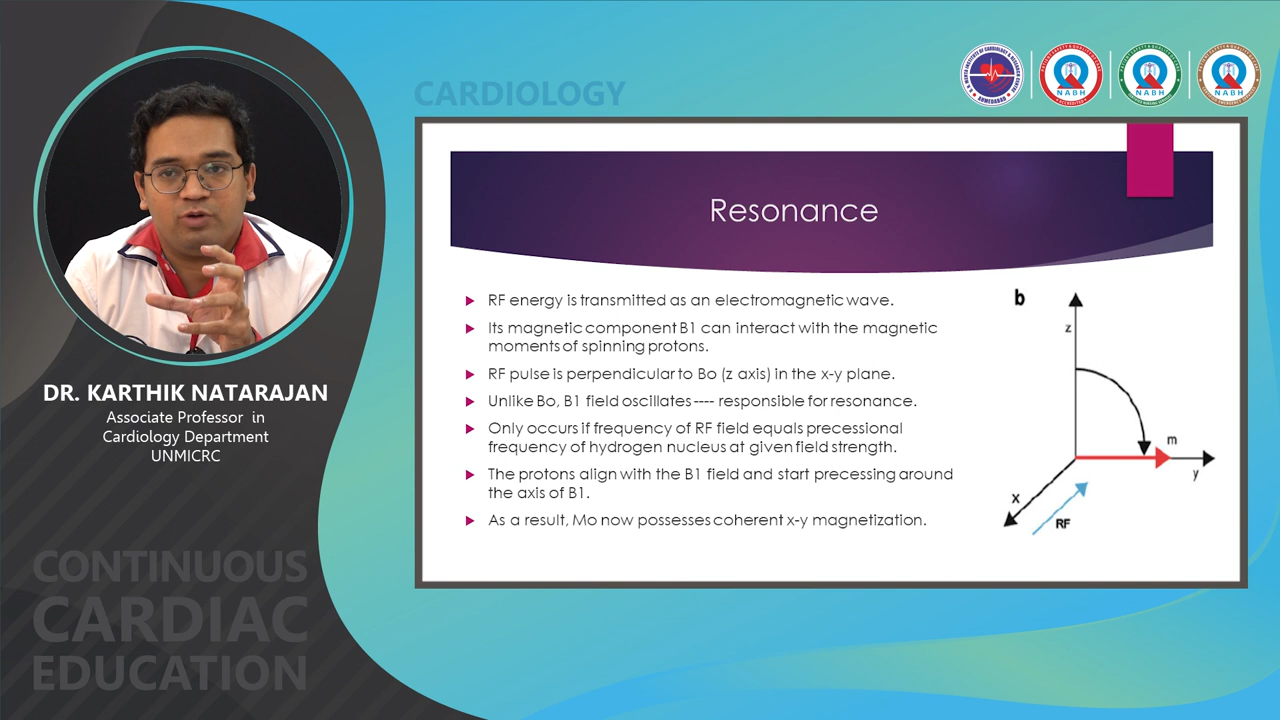 CARDIOLOGY
NABH
NABH
NABH
Resonance
RF energy is transmitted as an electromagnetic wave.
Its magnetic component B1 can interact with the magnetic
moments of spinning protons.
RF pulse is perpendicular to Bo (z axis) in the x-y plane.
Unlike Bo, B1 field oscillates ---- responsible for resonance.
Only occurs if frequency of RF field equals precessional
frequency of hydrogen nucleus at given field strength.
The protons align with the B1 field and start precessing around
the axis of B1.
As a result, Mo now possesses coherent x-y magnetization.
b
z
m
y
x
RF
DR. KARTHIK NATARAJAN
Associate Professor in
Cardiology Department
UNMICRC
CONTINUOUS
CARDIAC
EDUCATION